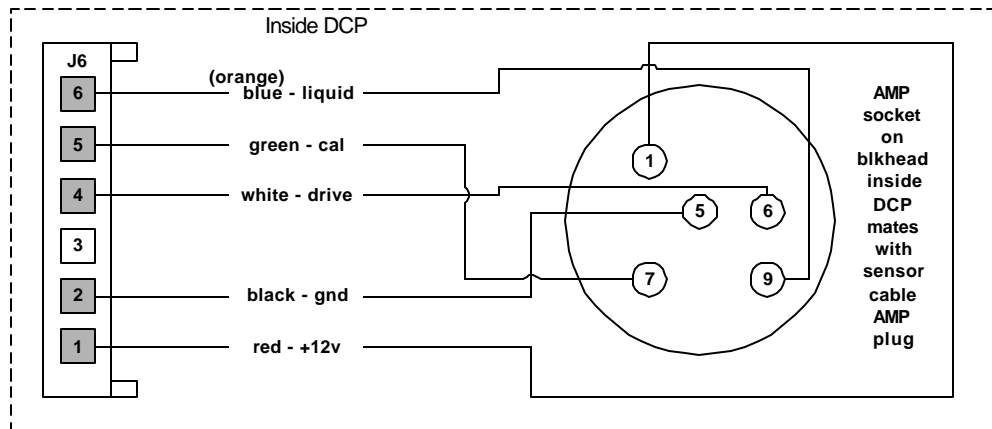 Inside DCP
J6
6
(orange)
blue - liquid
5
green - cal
4
white - drive
3
2
black - gnd
1
red - +12v
1
5
6
7
9
AMP
socket
on
blkhead
inside
DCP
mates
with
sensor
cable
AMP
plug